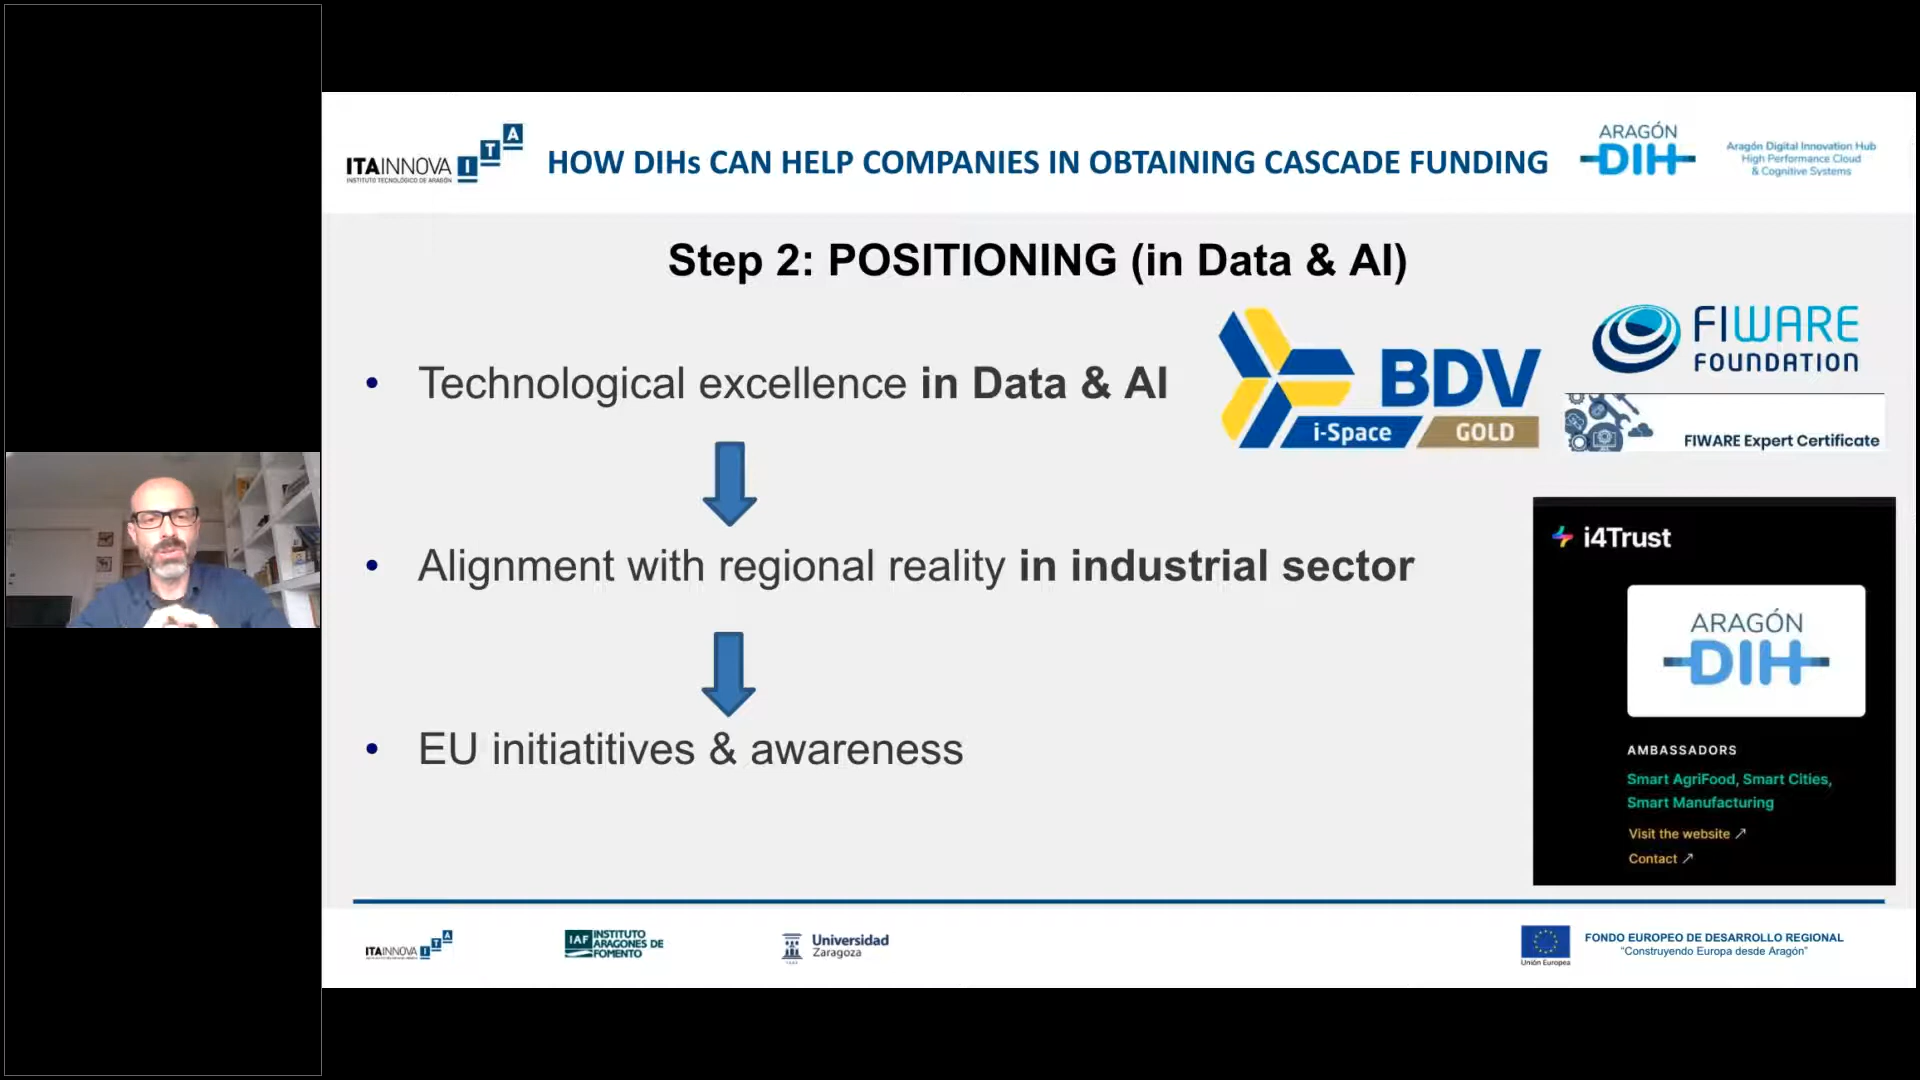 ITAINNOVA ITA
INSTITUTO TECNOLÓGICO DE ARAGÓN
HOW DIHs CAN HELP COMPANIES IN OBTAINING CASCADE FUNDING
ARAGÓN
DIH
Aragón Digital Innovation Hub
High Performance Cloud
& Cognitive Systems
Step 2: POSITIONING (in Data & AI)
• Technological excellence in Data & AI
BDV
i-Space GOLD
FIWARE
FOUNDATION
FIWARE Expert Certificate
• Alignment with regional reality in industrial sector
• EU initiatitives & awareness
i4Trust
ARAGÓN
DIH
AMBASSADORS
Smart AgriFood, Smart Cities,
Smart Manufacturing
Visit the website ↗
Contact ↗
ITAINNOVA ITA
IAF INSTITUTO
ARAGONES DE
FOMENTO
Universidad
Zaragoza
Unión Europea
FONDO EUROPEO DE DESARROLLO REGIONAL
"Construyendo Europa desde Aragón"